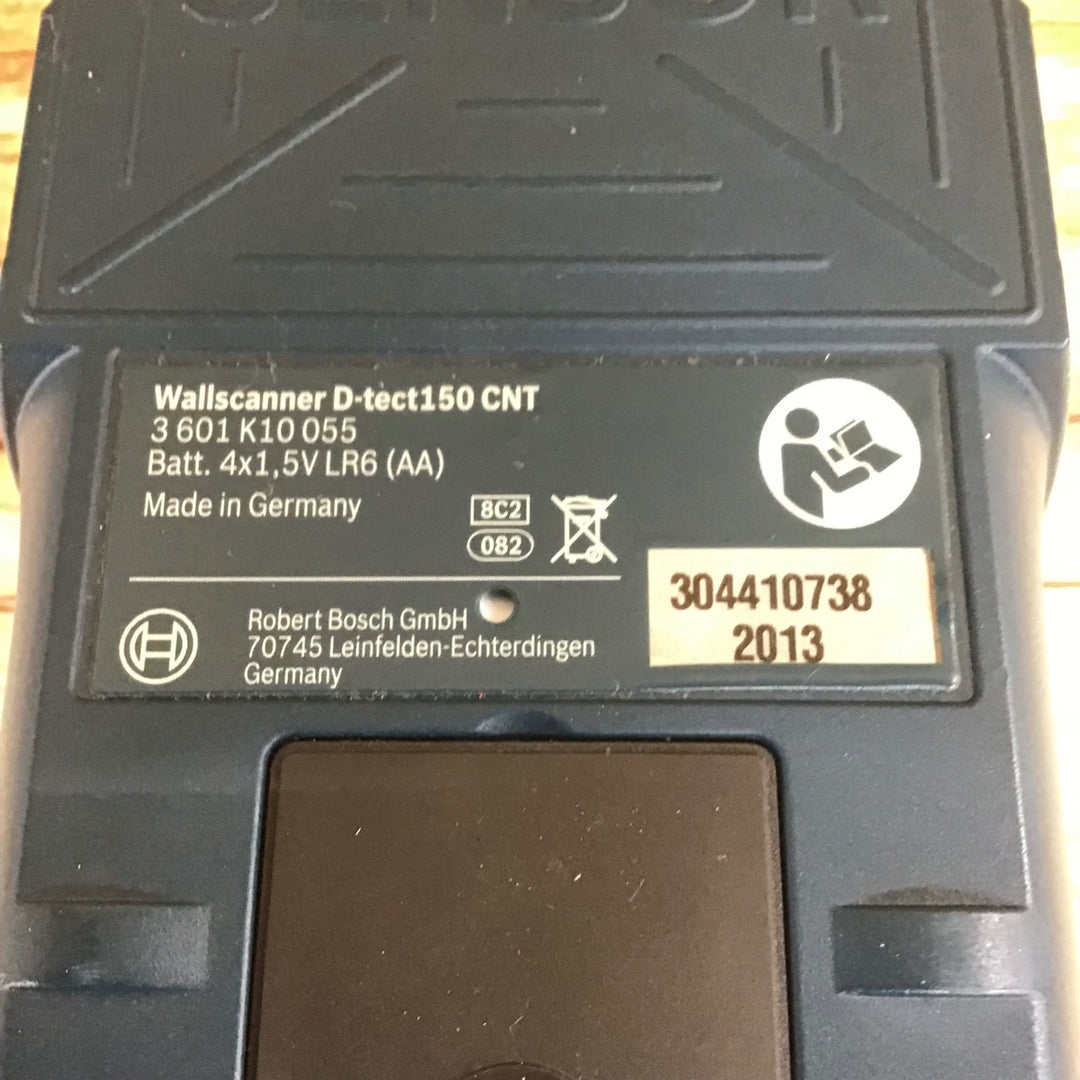 SENSOR
Wallscanner D-tect150 CNT
3 601 K10 055
Batt. 4x1,5V LR6 (AA)
Made in Germany
8C2
082
304410738
2013
Robert Bosch GmbH
70745 Leinfelden-Echterdingen
Germany